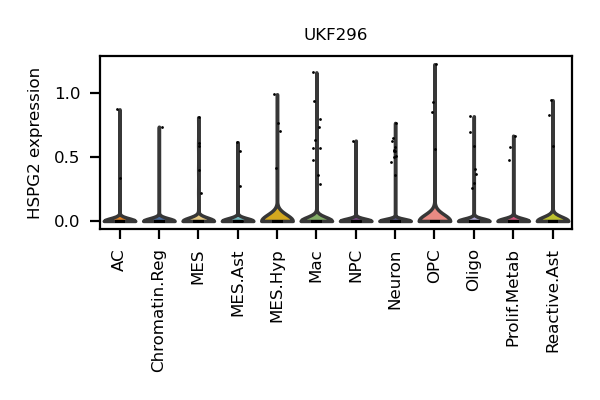 UKF296
HSPG2 expression
1.0
0.5
0.0
AC
Chromatin.Reg
MES
MES.Ast
MES.Hyp
Mac
NPC
Neuron
OPC
Oligo
Prolif.Metab
Reactive.Ast